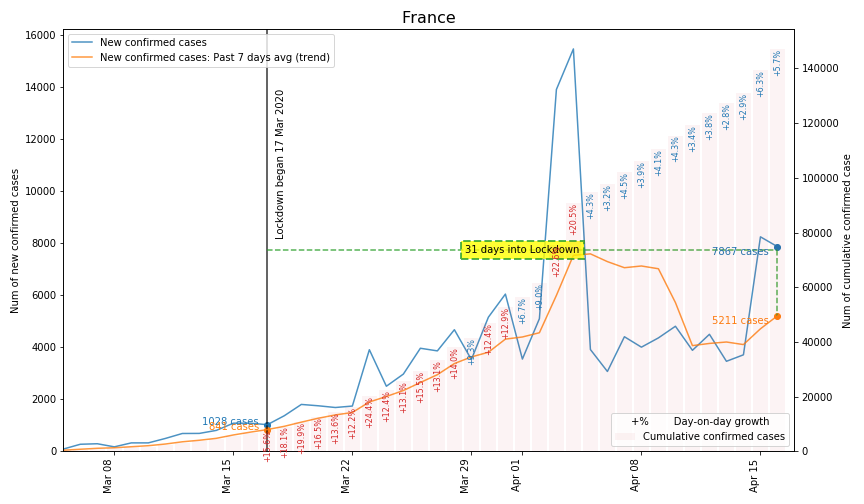 France
New confirmed cases
New confirmed cases: Past 7 days avg (trend)
16000
14000
12000
10000
8000
6000
4000
2000
0
Num of new confirmed cases
140000
120000
100000
80000
60000
40000
20000
0
Num of cumulative confirmed case
Lockdown began 17 Mar 2020
31 days into Lockdown
1028 cases
7867 cases
5211 cases
+18.1%
+19.9%
+16.5%
+13.6%
+12.2%
+24.4%
+12.4%
+13.1%
+15.5%
+13.1%
+14.0%
+12.4%
+12.9%
+6.7%
+9.0%
+20.5%
+4.3%
+3.2%
+4.5%
+3.9%
+4.1%
+4.3%
+3.4%
+3.8%
+2.8%
+2.9%
+6.3%
+5.7%
+% Day-on-day growth
Cumulative confirmed cases
Mar 08
Mar 15
Mar 22
Mar 29
Apr 01
Apr 08
Apr 15